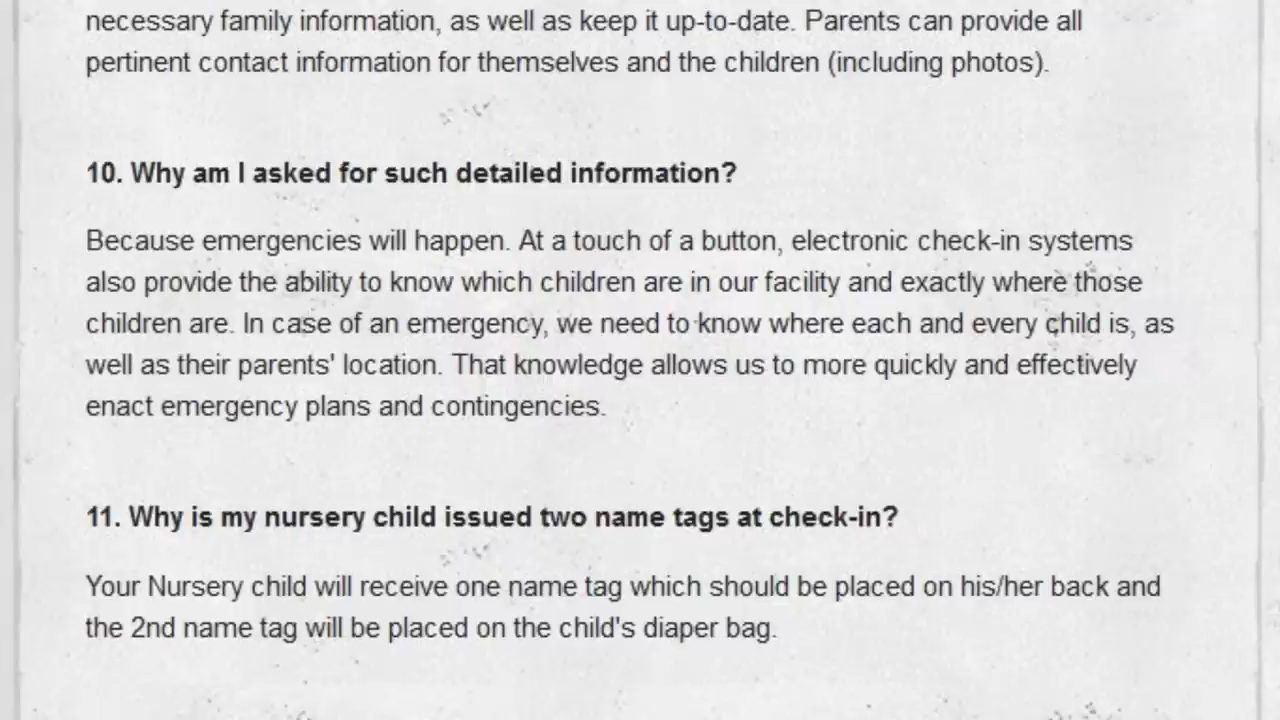 necessary family information, as well as keep it up-to-date. Parents can provide all
pertinent contact information for themselves and the children (including photos).
10. Why am I asked for such detailed information?
Because emergencies will happen. At a touch of a button, electronic check-in systems
also provide the ability to know which children are in our facility and exactly where those
children are. In case of an emergency, we need to know where each and every child is, as
well as their parents' location. That knowledge allows us to more quickly and effectively
enact emergency plans and contingencies.
11. Why is my nursery child issued two name tags at check-in?
Your Nursery child will receive one name tag which should be placed on his/her back and
the 2nd name tag will be placed on the child's diaper bag.